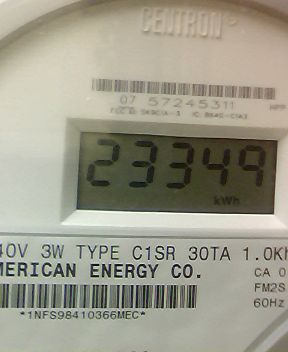 CENTRON
07 57245311
23349
kWh
40V 3W TYPE C1SR 30TA 1.0Kh
MERICAN ENERGY CO.
CA 0
FM2S
60Hz
*1NFS98410366MEC*